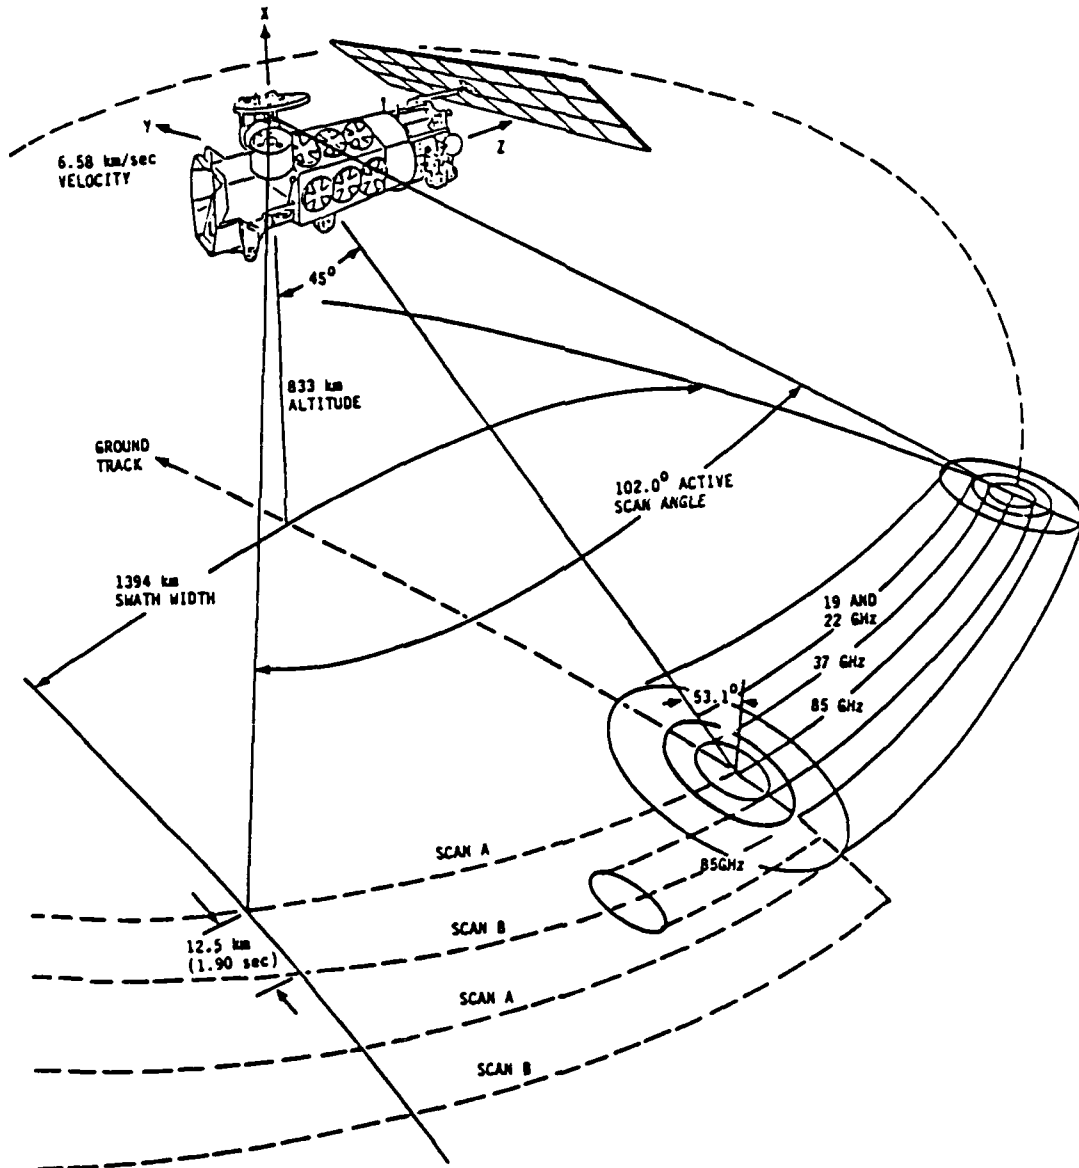 X
Y
Z
6.58 km/sec
VELOCITY
45°
833 km
ALTITUDE
GROUND
TRACK
102.0° ACTIVE
SCAN ANGLE
1394 km
SWATH WIDTH
19 AND
22 GHz
37 GHz
53.1°
85 GHz
SCAN A
85GHz
SCAN B
12.5 km
(1.90 sec)
SCAN A
SCAN B